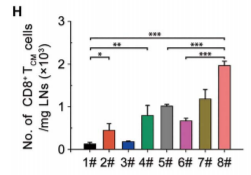 H
No. of CD8⁺ T_CM cells
/mg LNs (×10³)
3
2
1
0
***
**
***
*
***
1# 2# 3# 4# 5# 6# 7# 8#